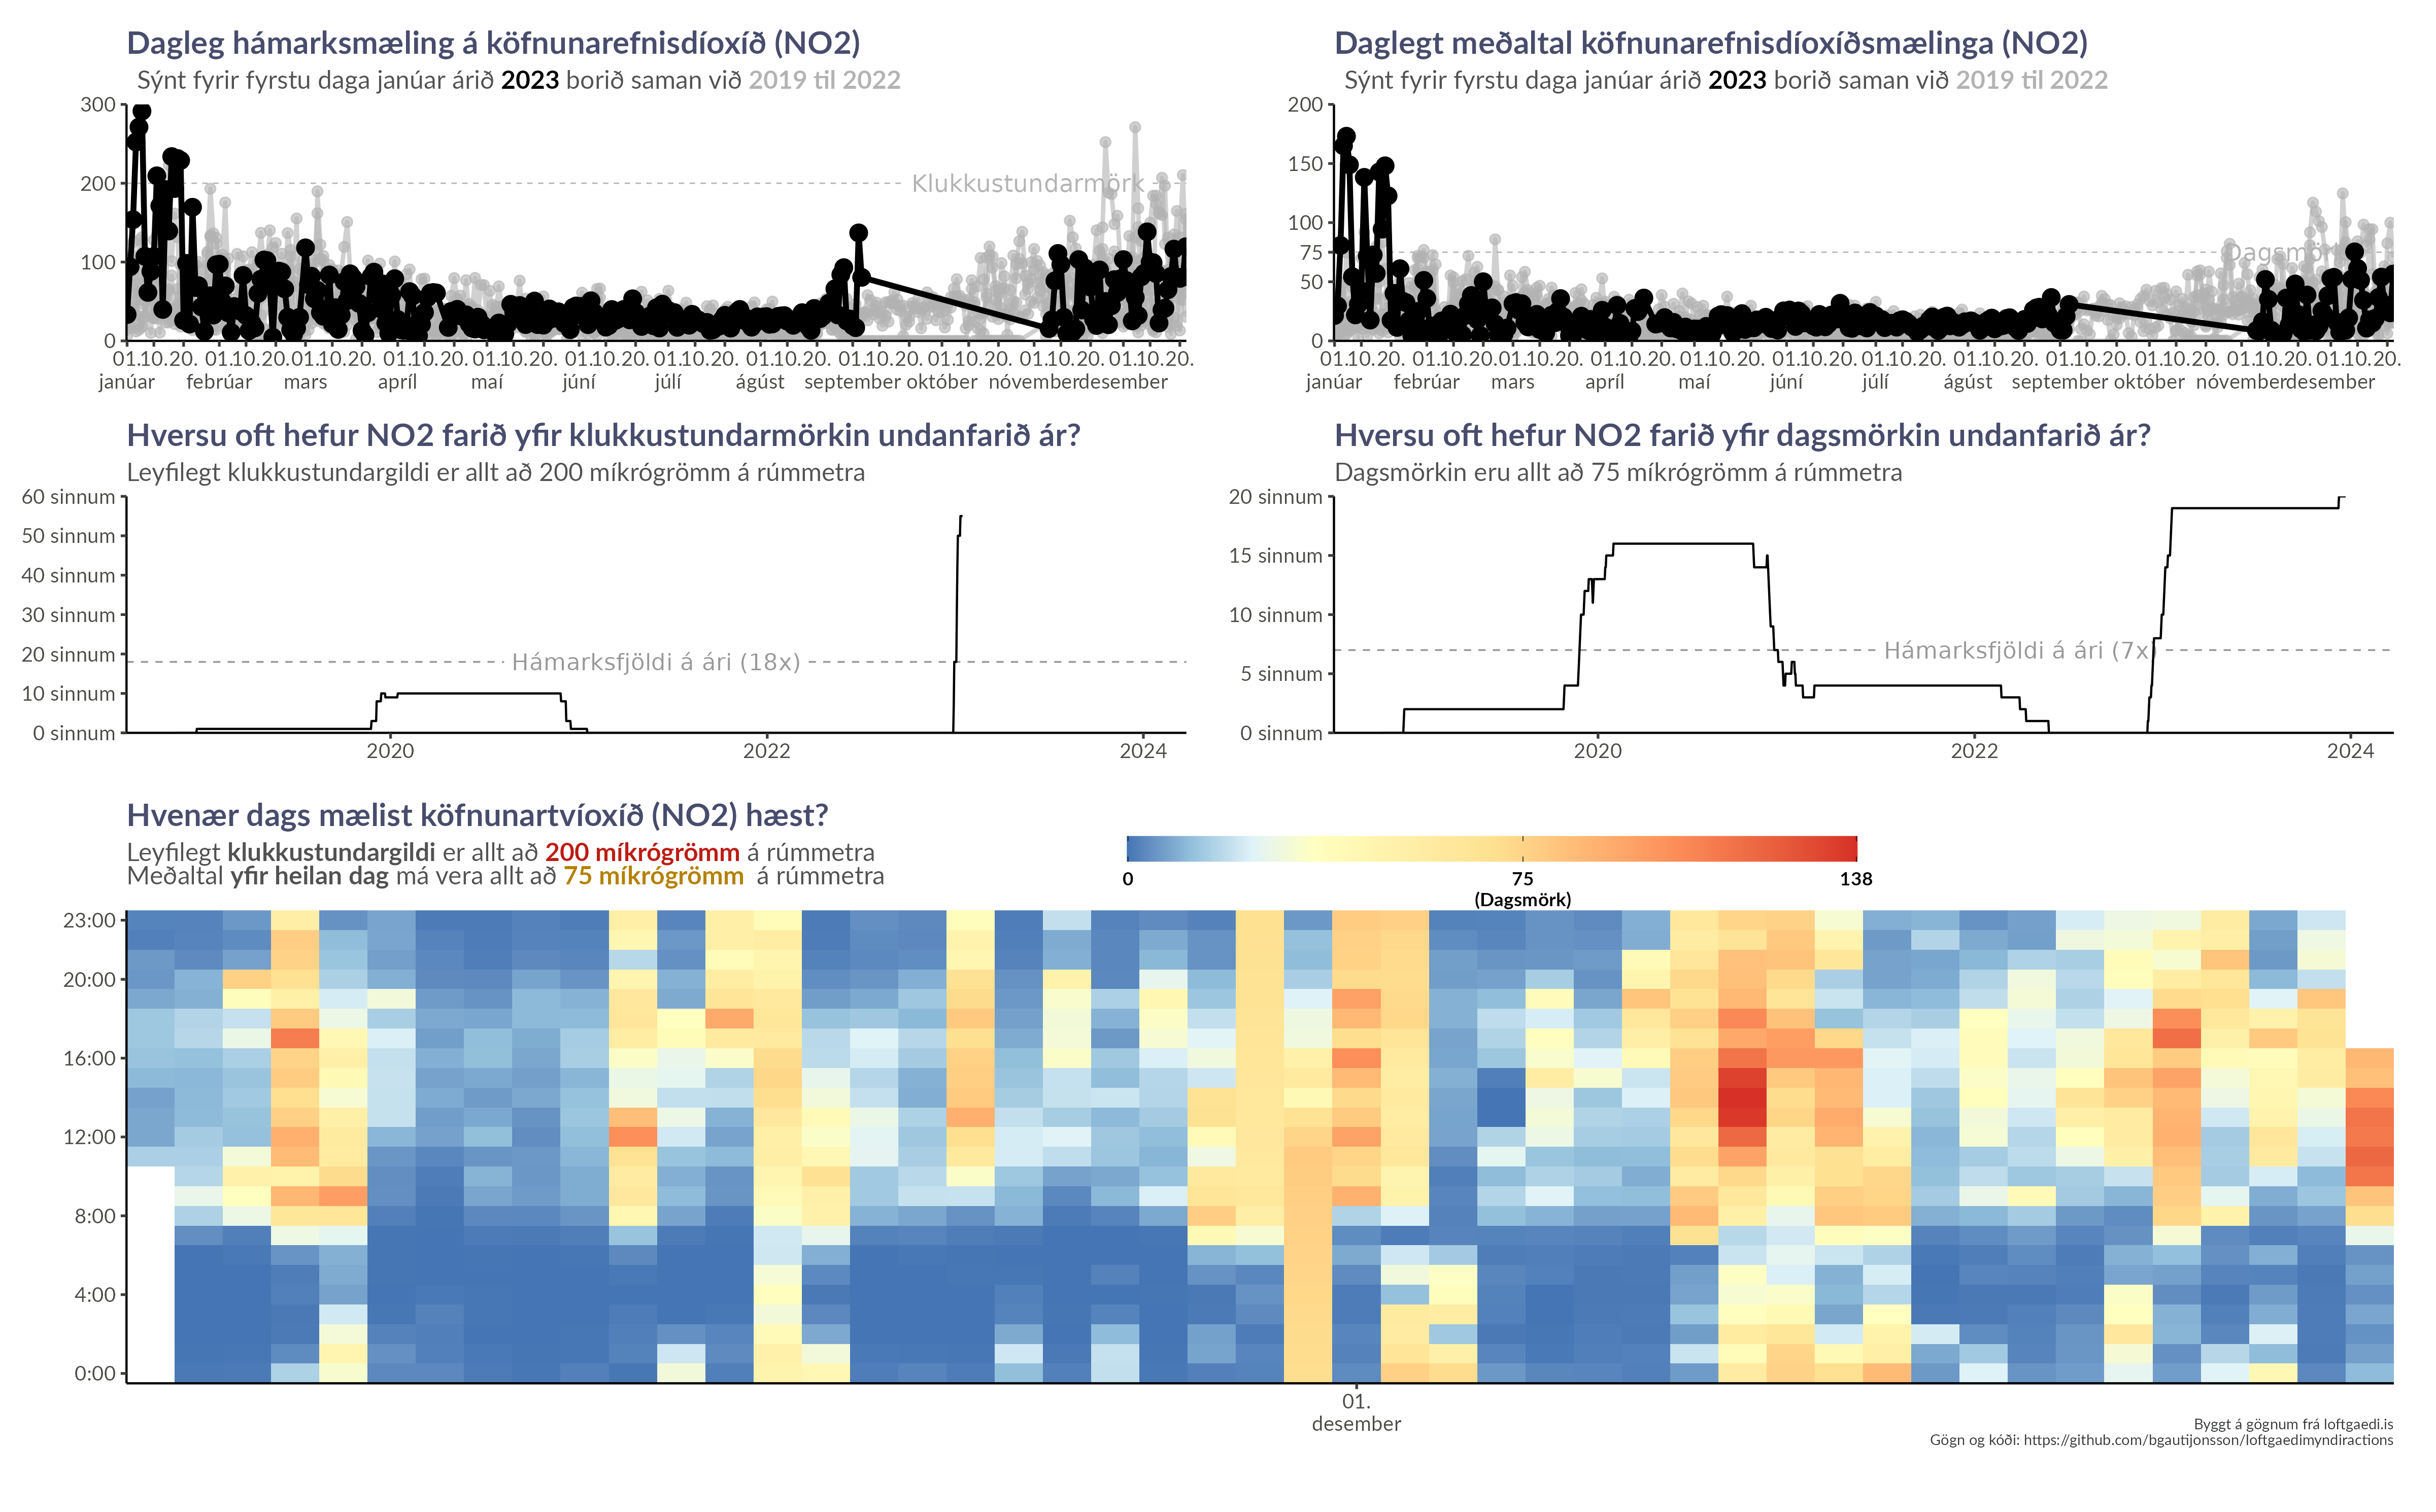 Dagleg hámarksmæling á köfnunarefnisdíoxíð (NO2)
Sýnt fyrir fyrstu daga janúar árið 2023 borið saman við 2019 til 2022
300
200
100
0
Klukkustundarmörk
01.10.20. 01.10.20. 01.10.20. 01.10.20. 01.10.20. 01.10.20. 01.10.20. 01.10.20. 01.10.20. 01.10.20. 01.10.20. 01.10.20.
janúar febrúar mars apríl maí júní júlí ágúst september október nóvember desember
Daglegt meðaltal köfnunarefnisdíoxíðsmælinga (NO2)
Sýnt fyrir fyrstu daga janúar árið 2023 borið saman við 2019 til 2022
200
150
100
75
50
0
Dagsmörk
01.10.20. 01.10.20. 01.10.20. 01.10.20. 01.10.20. 01.10.20. 01.10.20. 01.10.20. 01.10.20. 01.10.20. 01.10.20. 01.10.20.
janúar febrúar mars apríl maí júní júlí ágúst september október nóvember desember
Hversu oft hefur NO2 farið yfir klukkustundarmörkin undanfarið ár?
Leyfilegt klukkustundargildi er allt að 200 míkrógrömm á rúmmetra
60 sinnum
50 sinnum
40 sinnum
30 sinnum
20 sinnum
10 sinnum
0 sinnum
Hámarksfjöldi á ári (18x)
2020 2022 2024
Hversu oft hefur NO2 farið yfir dagsmörkin undanfarið ár?
Dagsmörkin eru allt að 75 míkrógrömm á rúmmetra
20 sinnum
15 sinnum
10 sinnum
5 sinnum
0 sinnum
Hámarksfjöldi á ári (7x)
2020 2022 2024
Hvenær dags mælist köfnunartvíoxíð (NO2) hæst?
Leyfilegt klukkustundargildi er allt að 200 míkrógrömm á rúmmetra
Meðaltal yfir heilan dag má vera allt að 75 míkrógrömm á rúmmetra
0 75 138
(Dagsmörk)
23:00
20:00
16:00
12:00
8:00
4:00
0:00
01.
desember
Byggt á gögnum frá loftgaedi.is
Gögn og kóði: https://github.com/bgautijonsson/loftgaedimyndiractions